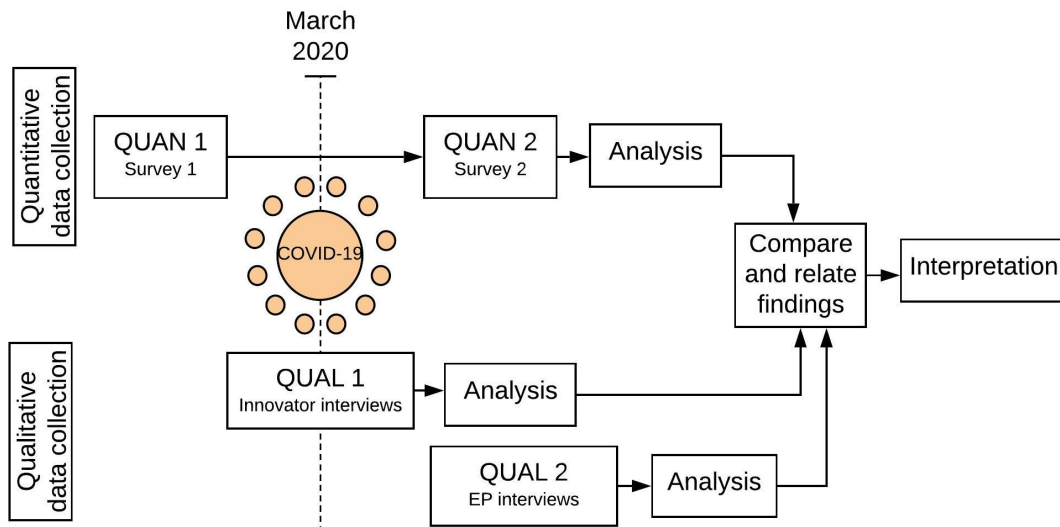 March
2020
Quantitative
data collection
QUAN 1
Survey 1
QUAN 2
Survey 2
Analysis
COVID-19
Compare
and relate
findings
Interpretation
Qualitative
data collection
QUAL 1
Innovator interviews
Analysis
QUAL 2
EP interviews
Analysis